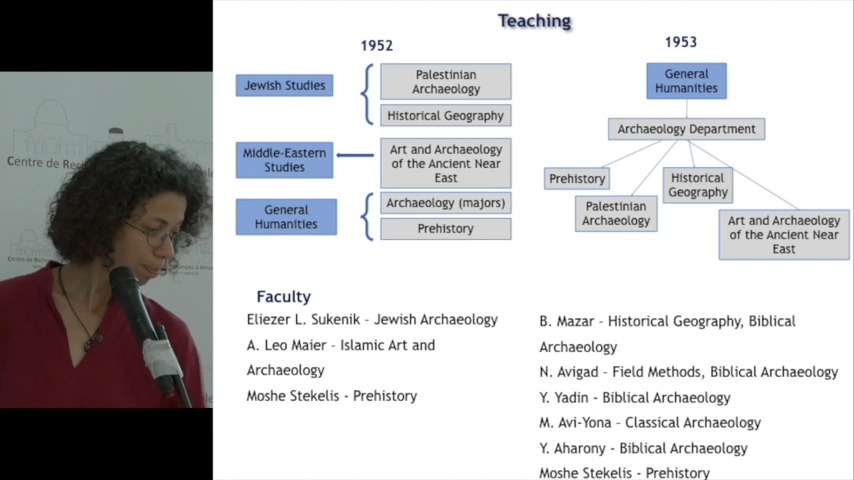 Teaching
1952
Jewish Studies
Palestinian
Archaeology
Historical Geography
Middle-Eastern
Studies
Art and Archaeology
of the Ancient Near
East
General
Humanities
Archaeology (majors)
Prehistory
1953
General
Humanities
Archaeology Department
Prehistory
Historical
Geography
Palestinian
Archaeology
Art and Archaeology
of the Ancient Near
East
Faculty
Eliezer L. Sukenik – Jewish Archaeology
A. Leo Maier – Islamic Art and
Archaeology
Moshe Stekelis - Prehistory
B. Mazar – Historical Geography, Biblical
Archaeology
N. Avigad – Field Methods, Biblical Archaeology
Y. Yadin - Biblical Archaeology
M. Avi-Yona – Classical Archaeology
Y. Aharony - Biblical Archaeology
Moshe Stekelis - Prehistory
Centre de